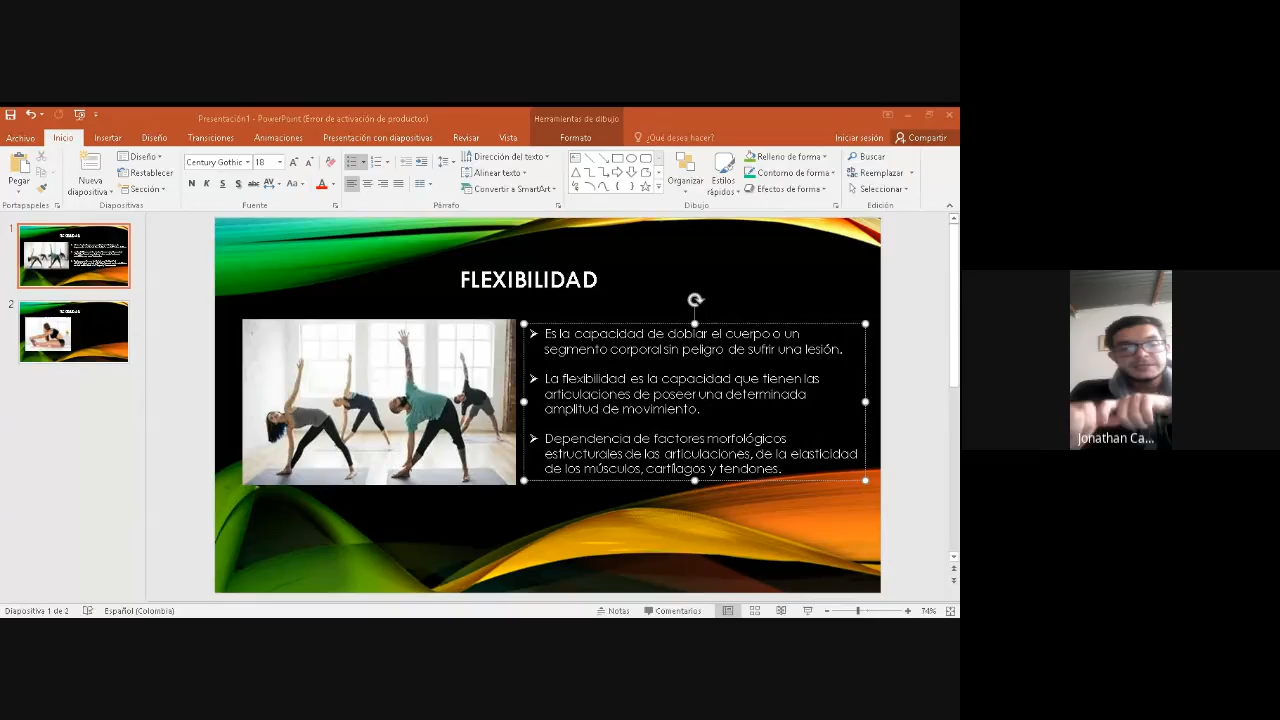 Presentación1 - PowerPoint (Error de activación de productos)
Herramientas de dibujo
Archivo
Inicio
Insertar
Diseño
Transiciones
Animaciones
Presentación con diapositivas
Revisar
Vista
Formato
¿Qué desea hacer?
Iniciar sesión
Compartir
Pegar
Nueva
diapositiva
Diseño
Restablecer
Sección
Century Gothic
18
N K S S abc AV Aa A
Dirección del texto
Alinear texto
Convertir a SmartArt
Organizar
Estilos
rápidos
Relleno de forma
Contorno de forma
Efectos de forma
Buscar
Reemplazar
Seleccionar
Portapapeles
Diapositivas
Fuente
Párrafo
Dibujo
Edición
1
2
FLEXIBILIDAD
Es la capacidad de doblar el cuerpo o un
segmento corporal sin peligro de sufrir una lesión.
La flexibilidad es la capacidad que tienen las
articulaciones de poseer una determinada
amplitud de movimiento.
Dependencia de factores morfológicos
estructurales de las articulaciones, de la elasticidad
de los músculos, cartílagos y tendones.
Jonathan Ca...
Diapositiva 1 de 2
Español (Colombia)
Notas
Comentarios
74%